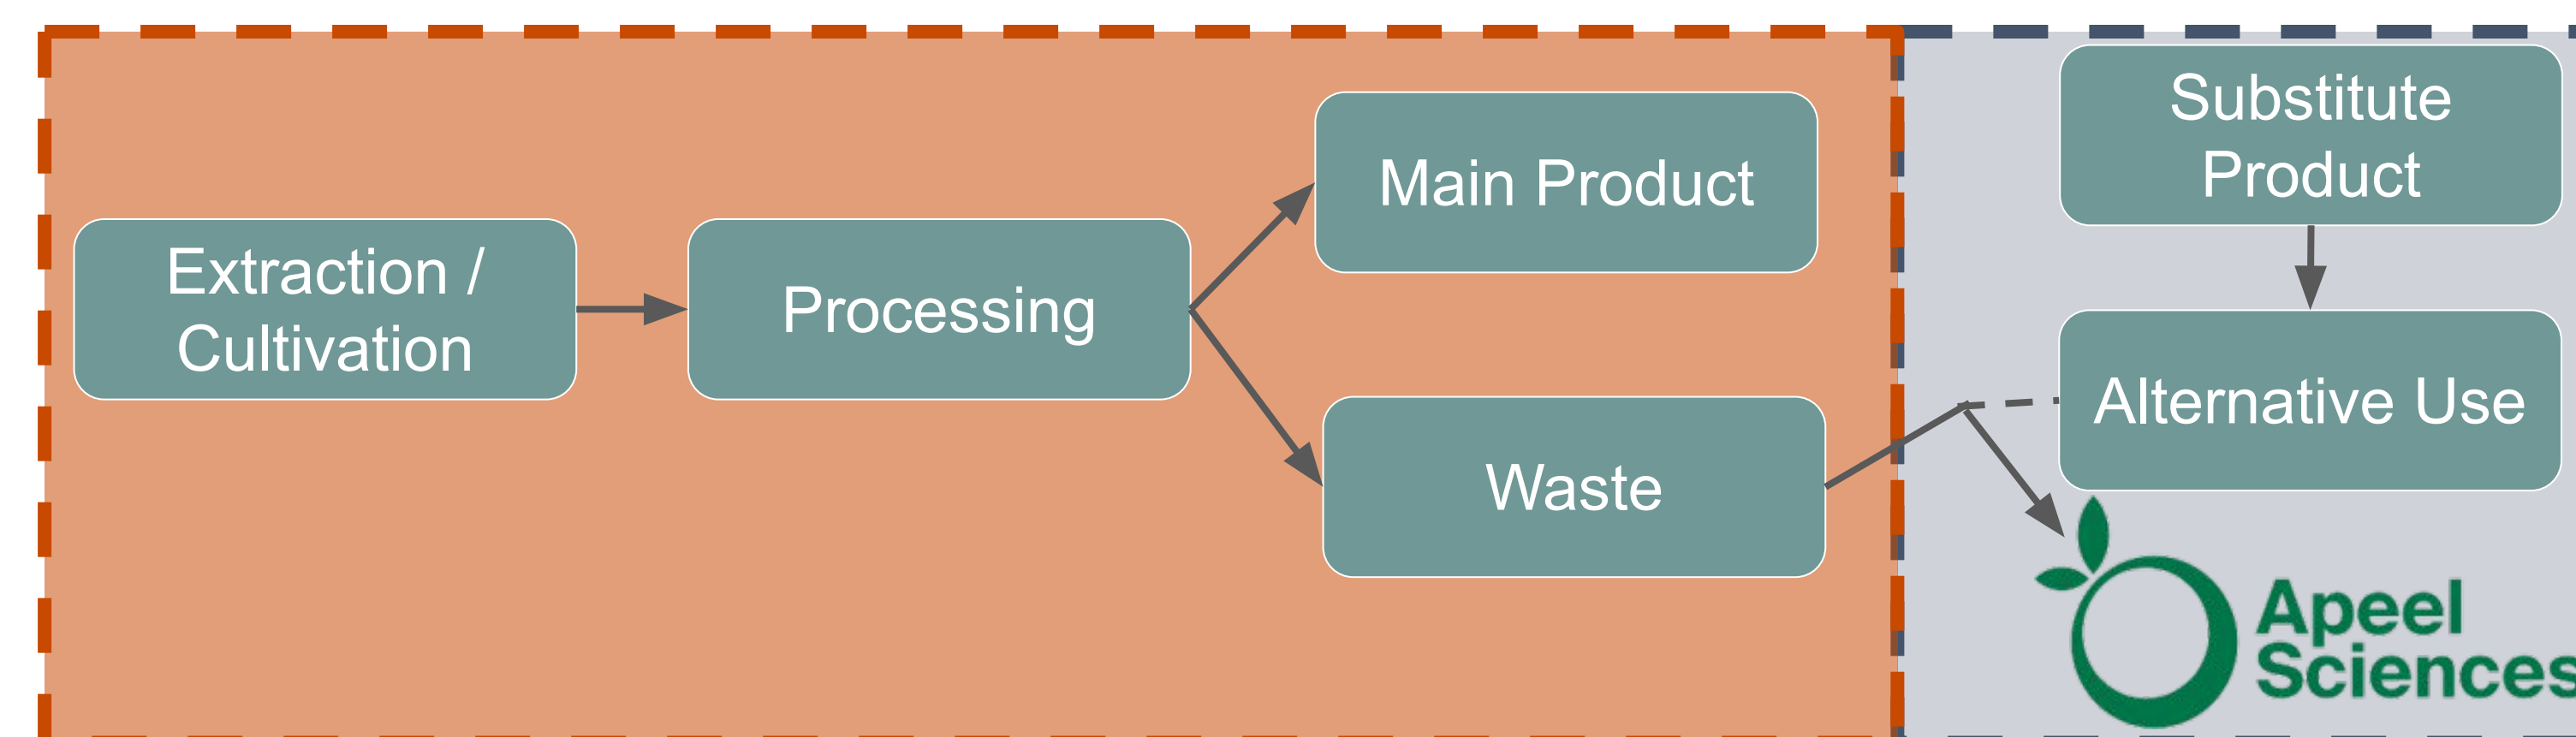 Extraction /
Cultivation
Processing
Main Product
Waste
Substitute
Product
Alternative Use
Apeel
Sciences